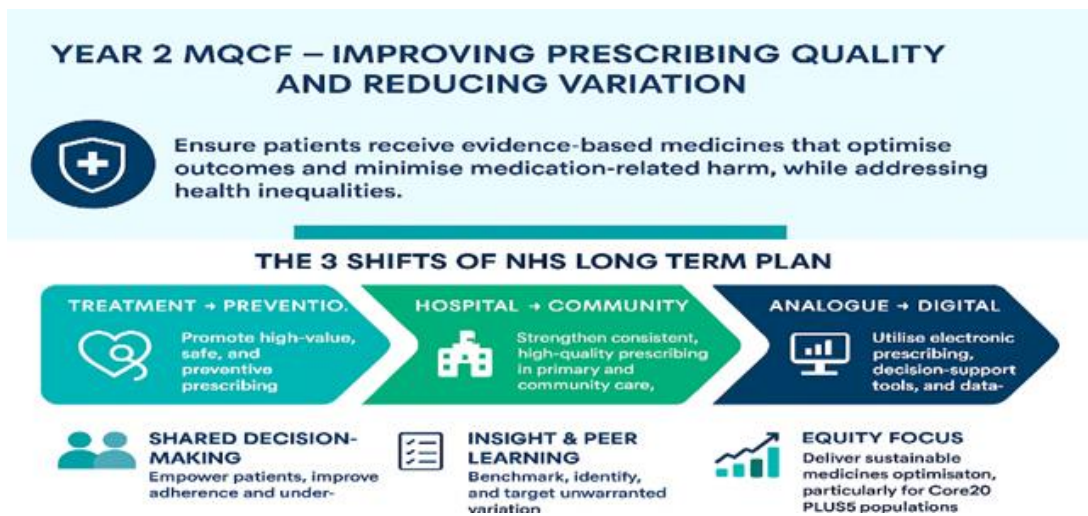 YEAR 2 MQCF – IMPROVING PRESCRIBING QUALITY
AND REDUCING VARIATION
Ensure patients receive evidence-based medicines that optimise
outcomes and minimise medication-related harm, while addressing
health inequalities.
THE 3 SHIFTS OF NHS LONG TERM PLAN
TREATMENT → PREVENTIO.
Promote high-value,
safe, and
preventive
prescribing
HOSPITAL → COMMUNITY
Strengthen consistent,
high-quality prescribing
in primary and
community care,
ANALOGUE → DIGITAL
Utilise electronic
prescribing,
decision-support
tools, and data-
SHARED DECISION-
MAKING
Empower patients, improve
adherence and under-
INSIGHT & PEER
LEARNING
Benchmark, identify,
and target unwarranted
variation
EQUITY FOCUS
Deliver sustainable
medicines optimisaton,
particularly for Core20
PLUS5 populations